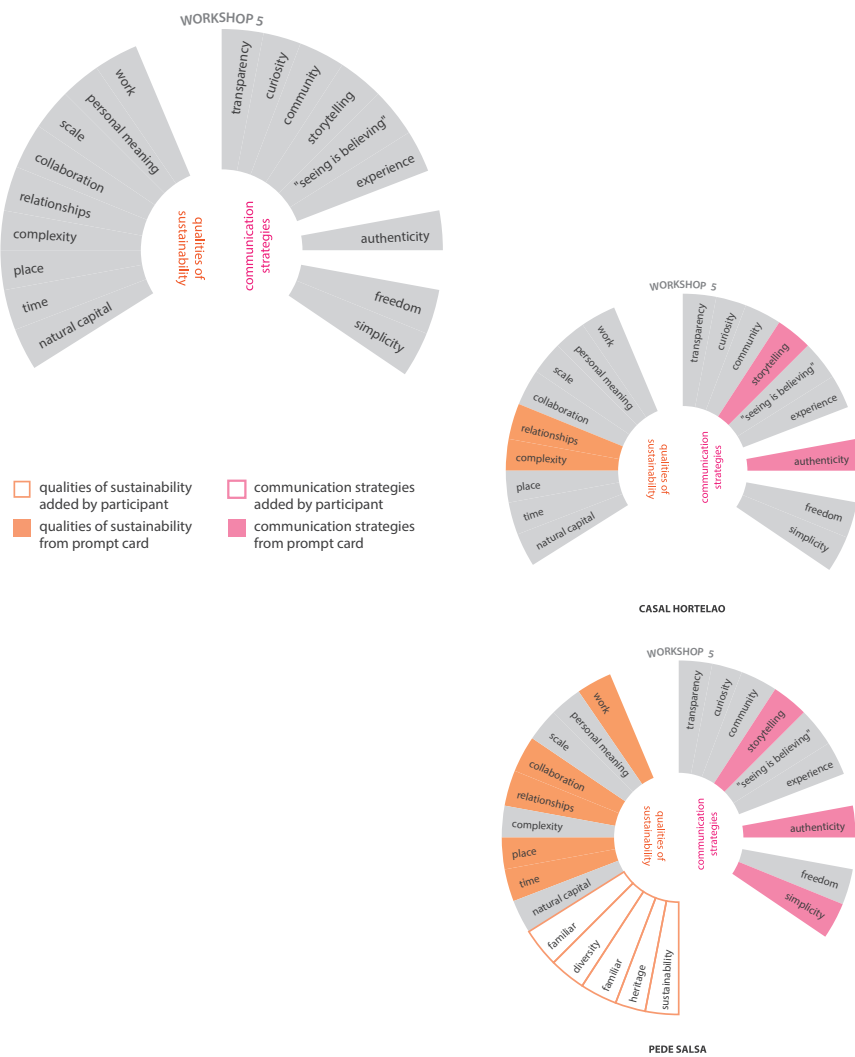 WORKSHOP 5
work
personal meaning
scale
collaboration
relationships
complexity
place
time
natural capital
qualities of
sustainability
communication
strategies
transparency
curiosity
community
storytelling
"seeing is believing"
experience
authenticity
freedom
simplicity
qualities of sustainability
added by participant
qualities of sustainability
from prompt card
communication strategies
added by participant
communication strategies
from prompt card
WORKSHOP 5
work
personal meaning
scale
collaboration
relationships
complexity
place
time
natural capital
qualities of
sustainability
communication
strategies
transparency
curiosity
community
storytelling
"seeing is believing"
experience
authenticity
freedom
simplicity
CASAL HORTELAO
WORKSHOP 5
work
personal meaning
scale
collaboration
relationships
complexity
place
time
natural capital
familiar
diversity
familiar
heritage
sustainability
qualities of
sustainability
communication
strategies
transparency
curiosity
community
storytelling
"seeing is believing"
experience
authenticity
freedom
simplicity
PEDE SALSA